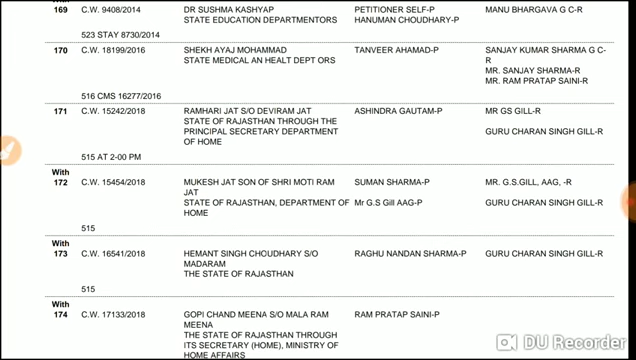 With
169 C.W. 9408/2014 DR SUSHMA KASHYAP PETITIONER SELF-P MANU BHARGAVA G C-R
STATE EDUCATION DEPARTMENTORS HANUMAN CHOUDHARY-P
523 STAY 8730/2014
170 C.W. 18199/2016 SHEKH AYAJ MOHAMMAD TANVEER AHAMAD-P SANJAY KUMAR SHARMA G C-
STATE MEDICAL AN HEALT DEPT ORS R
MR. SANJAY SHARMA-R
MR. RAM PRATAP SAINI-R
516 CMS 16277/2016
171 C.W. 15242/2018 RAMHARI JAT S/O DEVIRAM JAT ASHINDRA GAUTAM-P MR GS GILL-R
STATE OF RAJASTHAN THROUGH THE
PRINCIPAL SECRETARY DEPARTMENT GURU CHARAN SINGH GILL-R
OF HOME
515 AT 2-00 PM
With
172 C.W. 15454/2018 MUKESH JAT SON OF SHRI MOTI RAM SUMAN SHARMA-P MR. G.S.GILL, AAG, -R
JAT
STATE OF RAJASTHAN, DEPARTMENT OF Mr G.S Gill AAG-P GURU CHARAN SINGH GILL-R
HOME
515
With
173 C.W. 16541/2018 HEMANT SINGH CHOUDHARY S/O RAGHU NANDAN SHARMA-P GURU CHARAN SINGH GILL-R
MADARAM
THE STATE OF RAJASTHAN
515
With
174 C.W. 17133/2018 GOPI CHAND MEENA S/O MALA RAM RAM PRATAP SAINI-P
MEENA
THE STATE OF RAJASTHAN THROUGH
ITS SECRETARY (HOME), MINISTRY OF
HOME AFFAIRS
DU Recorder